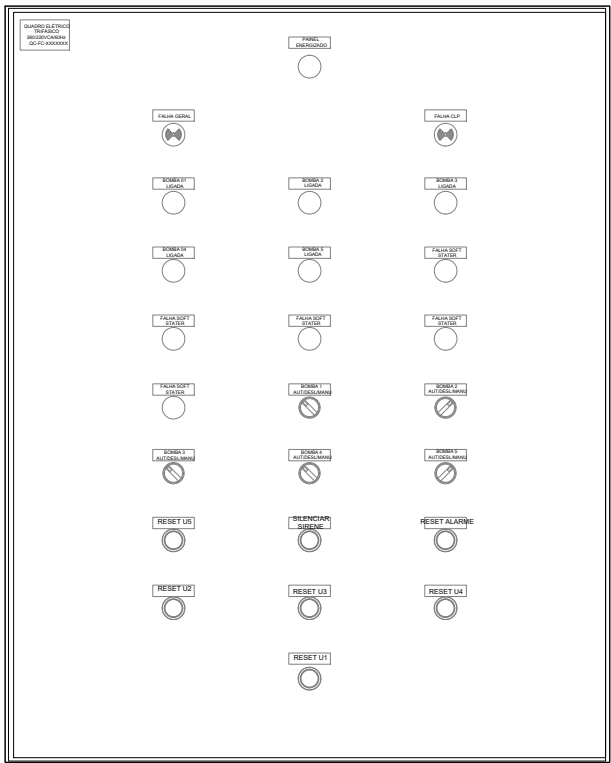 QUADRO ELÉTRICO
TRIFÁSICO
380/220VCA/60Hz
QC-FC-XXXXXXX
PAINEL
ENERGIZADO
FALHA GERAL
FALHA CLP
BOMBA 01
LIGADA
BOMBA 2
LIGADA
BOMBA 3
LIGADA
BOMBA 04
LIGADA
BOMBA 5
LIGADA
FALHA SOFT
STATER
FALHA SOFT
STATER
FALHA SOFT
STATER
FALHA SOFT
STATER
FALHA SOFT
STATER
BOMBA 1
AUT/DESL/MANU
BOMBA 2
AUT/DESL/MANU
BOMBA 3
AUT/DESL/MANU
BOMBA 4
AUT/DESL/MANU
BOMBA 5
AUT/DESL/MANU
RESET U5
SILENCIAR
SIRENE
RESET ALARME
RESET U2
RESET U3
RESET U4
RESET U1